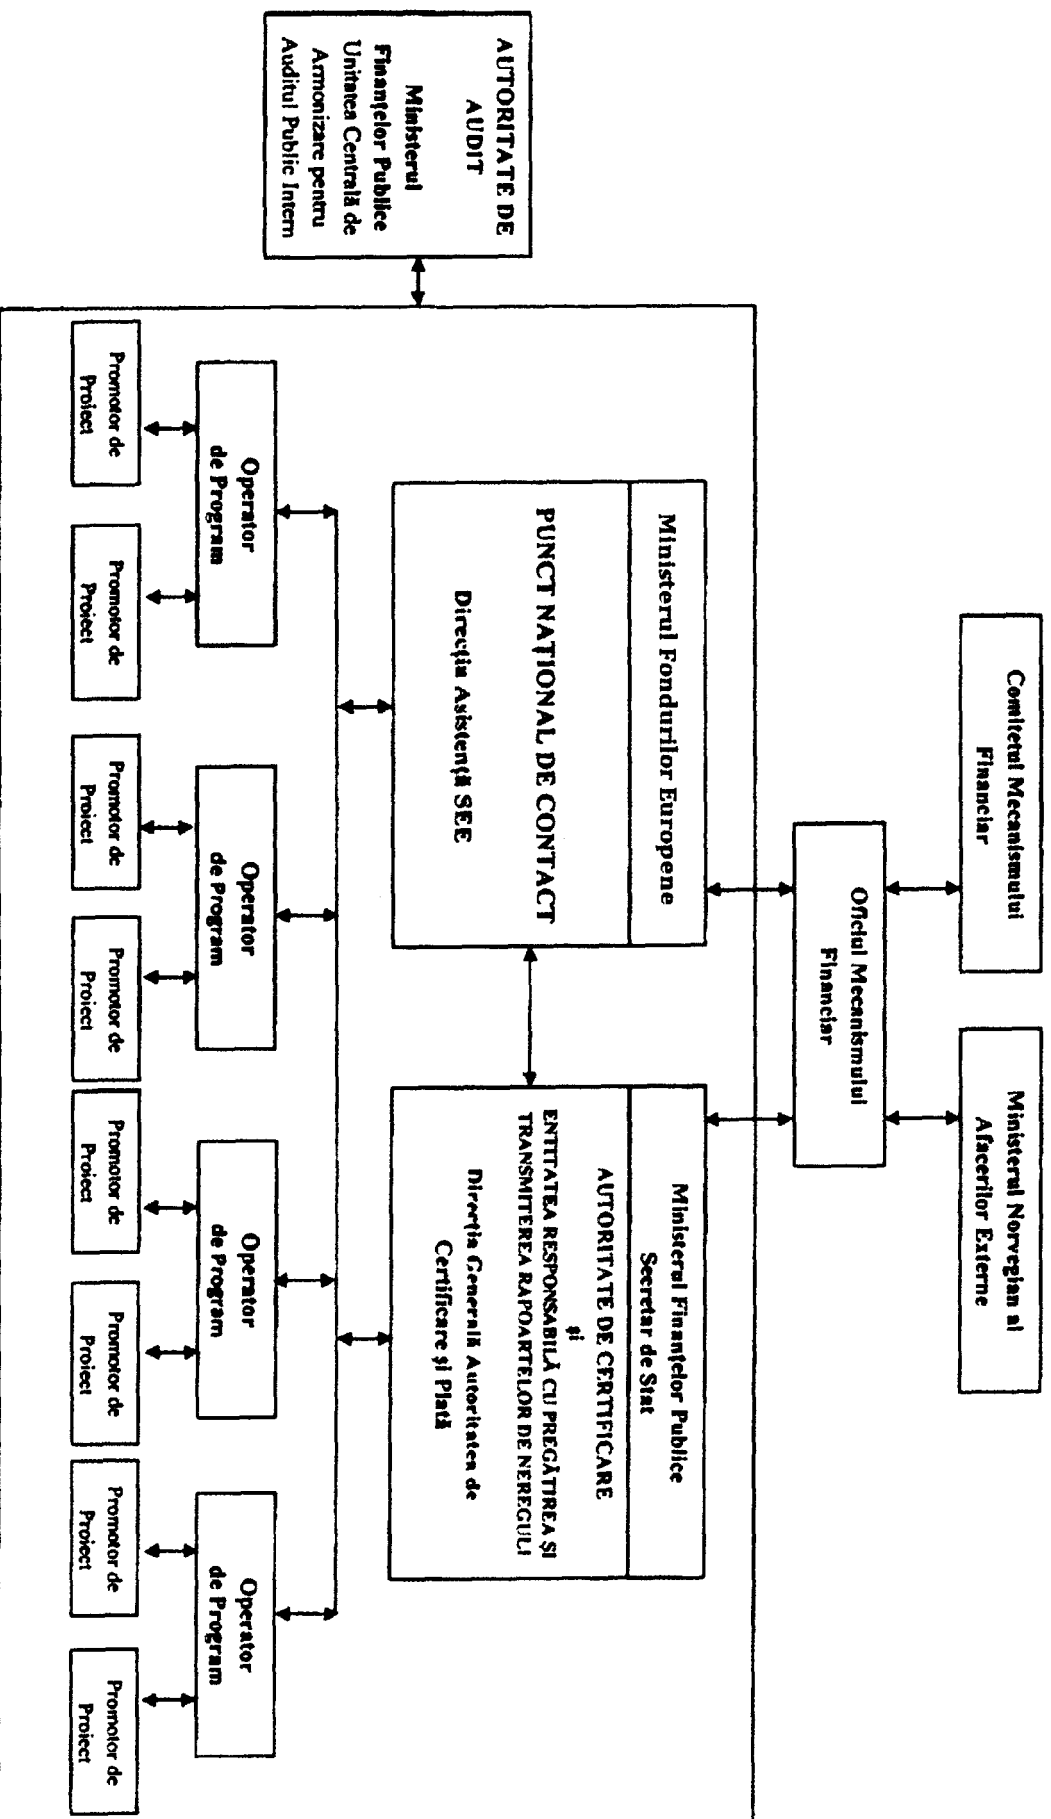 Comitetul Mecanismului
Financiar
Ministerul Norvegian al
Afacerilor Externe
Oficiul Mecanismului
Financiar
Ministerul Fondurilor Europene
PUNCT NAȚIONAL DE CONTACT
Direcția Asistență SEE
Ministerul Finanțelor Publice
Secretar de Stat
AUTORITATE DE CERTIFICARE
și
ENTITATEA RESPONSABILĂ CU PREGĂTIREA ȘI
TRANSMITEREA RAPOARTELOR DE NEREGULI
Direcția Generală Autoritatea de
Certificare și Plată
AUTORITATE DE
AUDIT
Ministerul
Finanțelor Publice
Unitatea Centrală de
Armonizare pentru
Auditul Public Intern
Operator
de Program
Operator
de Program
Operator
de Program
Operator
de Program
Promotor de
Proiect
Promotor de
Proiect
Promotor de
Proiect
Promotor de
Proiect
Promotor de
Proiect
Promotor de
Proiect
Promotor de
Proiect
Promotor de
Proiect